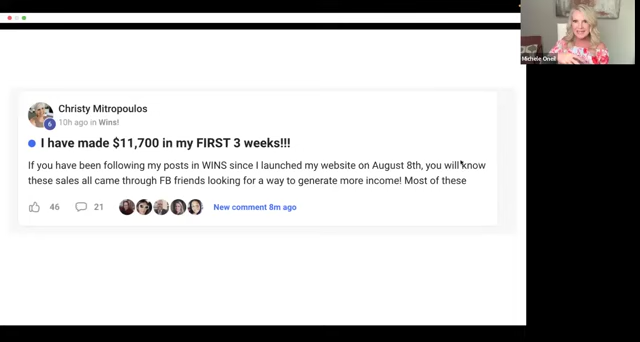 Michele Oneil
Christy Mitropoulos
6
10h ago in Wins!
I have made $11,700 in my FIRST 3 weeks!!!
If you have been following my posts in WINS since I launched my website on August 8th, you will know
these sales all came through FB friends looking for a way to generate more income! Most of these
46 21 New comment 8m ago